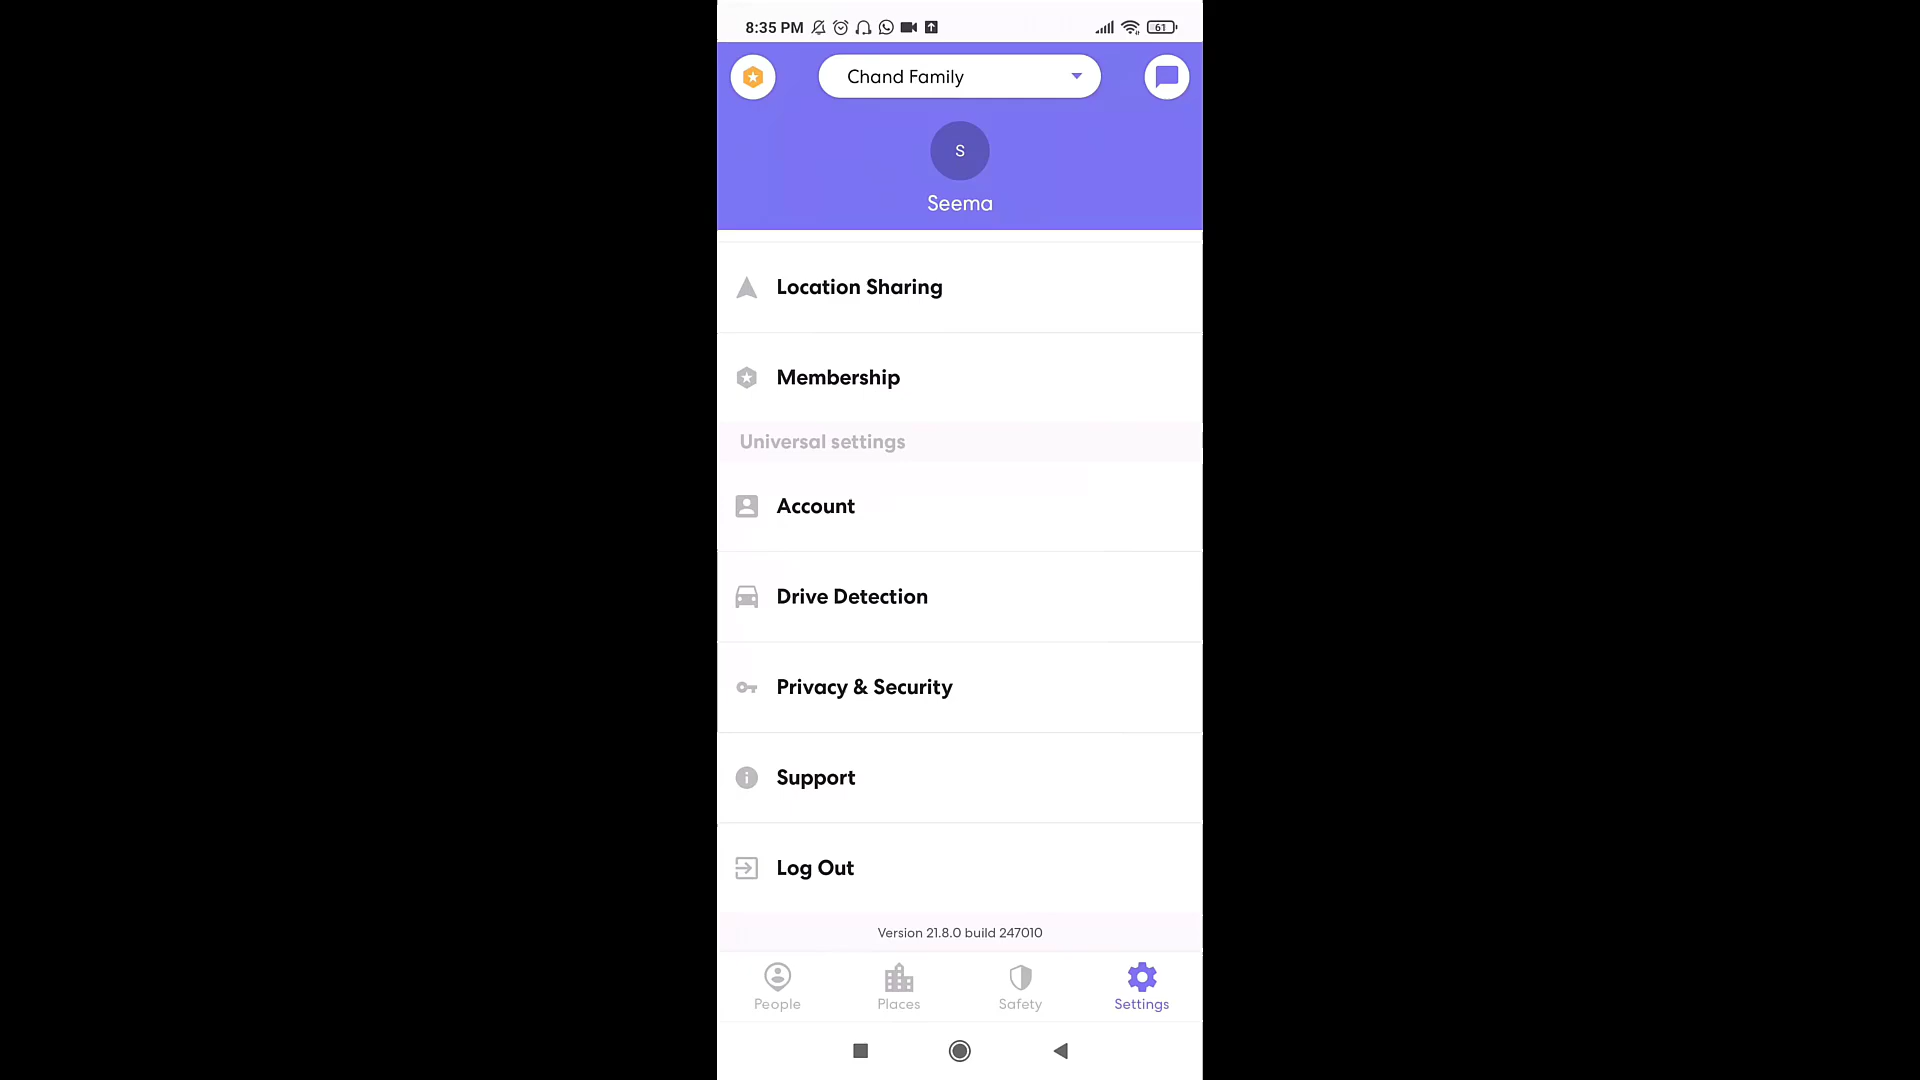 8:35 PM
61
Chand Family
S
Seema
Location Sharing
Membership
Universal settings
Account
Drive Detection
Privacy & Security
Support
Log Out
Version 21.8.0 build 247010
People Places Safety Settings